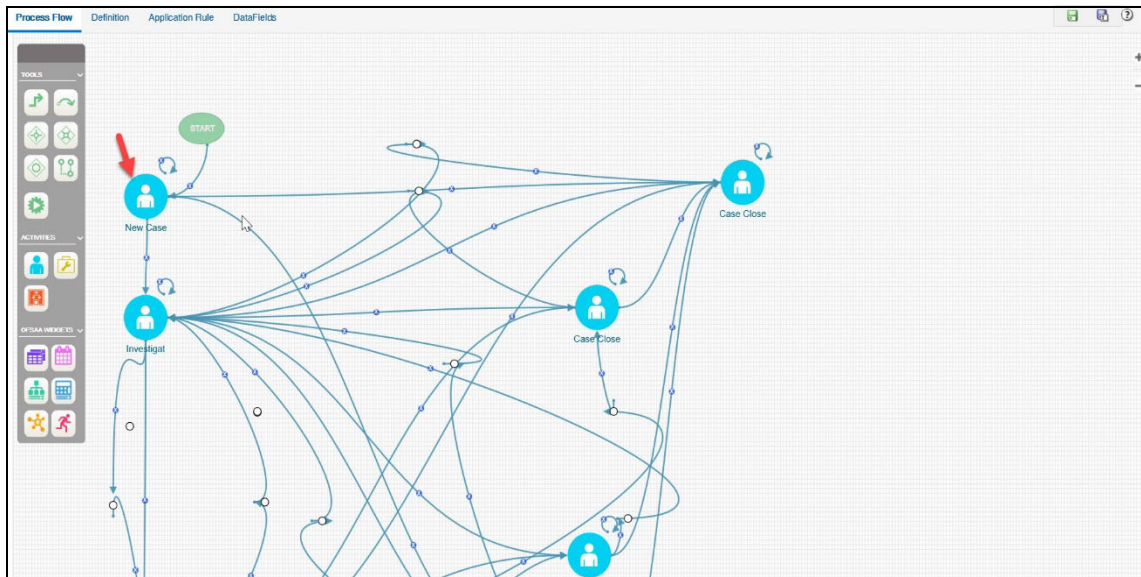 Process Flow Definition Application Rule DataFields
TOOLS
START
New Case
Case Close
ACTIVITIES
Investigat
Case Close
OFSAA WIDGETS